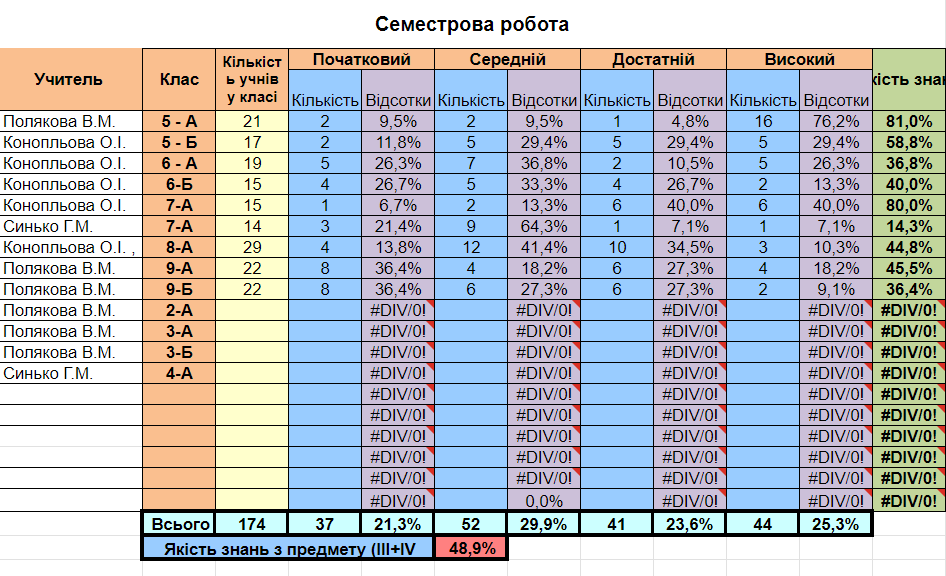 Семестрова робота
Учитель Клас Кількіст ь учнів у класі Початковий Середній Достатній Високий кість знан
Кількість Відсотки Кількість Відсотки Кількість Відсотки Кількість Відсотки
Полякова В.М. 5 - А 21 2 9,5% 2 9,5% 1 4,8% 16 76,2% 81,0%
Конопльова О.І. 5 - Б 17 2 11,8% 5 29,4% 5 29,4% 5 29,4% 58,8%
Конопльова О.І. 6 - А 19 5 26,3% 7 36,8% 2 10,5% 5 26,3% 36,8%
Конопльова О.І. 6-Б 15 4 26,7% 5 33,3% 4 26,7% 2 13,3% 40,0%
Конопльова О.І. 7-А 15 1 6,7% 2 13,3% 6 40,0% 6 40,0% 80,0%
Синько Г.М. 7-А 14 3 21,4% 9 64,3% 1 7,1% 1 7,1% 14,3%
Конопльова О.І. , 8-А 29 4 13,8% 12 41,4% 10 34,5% 3 10,3% 44,8%
Полякова В.М. 9-А 22 8 36,4% 4 18,2% 6 27,3% 4 18,2% 45,5%
Полякова В.М. 9-Б 22 8 36,4% 6 27,3% 6 27,3% 2 9,1% 36,4%
Полякова В.М. 2-А #DIV/0! #DIV/0! #DIV/0! #DIV/0! #DIV/0!
Полякова В.М. 3-А #DIV/0! #DIV/0! #DIV/0! #DIV/0! #DIV/0!
Полякова В.М. 3-Б #DIV/0! #DIV/0! #DIV/0! #DIV/0! #DIV/0!
Синько Г.М. 4-А #DIV/0! #DIV/0! #DIV/0! #DIV/0! #DIV/0!
#DIV/0! #DIV/0! #DIV/0! #DIV/0! #DIV/0!
#DIV/0! #DIV/0! #DIV/0! #DIV/0! #DIV/0!
#DIV/0! #DIV/0! #DIV/0! #DIV/0! #DIV/0!
#DIV/0! #DIV/0! #DIV/0! #DIV/0! #DIV/0!
#DIV/0! #DIV/0! #DIV/0! #DIV/0! #DIV/0!
#DIV/0! 0,0% #DIV/0! #DIV/0! #DIV/0!
Всього 174 37 21,3% 52 29,9% 41 23,6% 44 25,3%
Якість знань з предмету (III+IV 48,9%